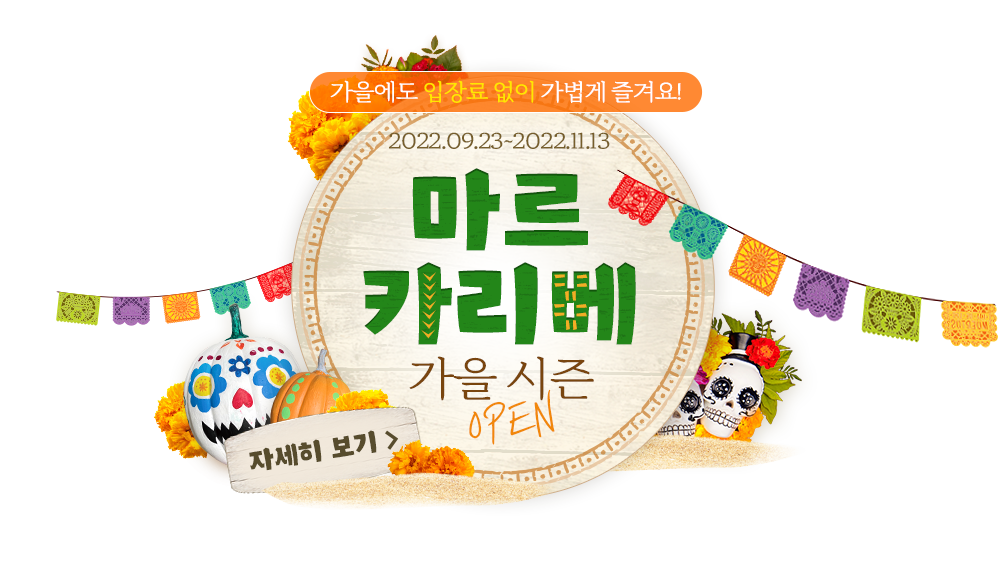 가을에도 입장료 없이 가볍게 즐겨요!
2022.09.23~2022.11.13
마르
카리베
가을 시즌
OPEN
자세히 보기 >